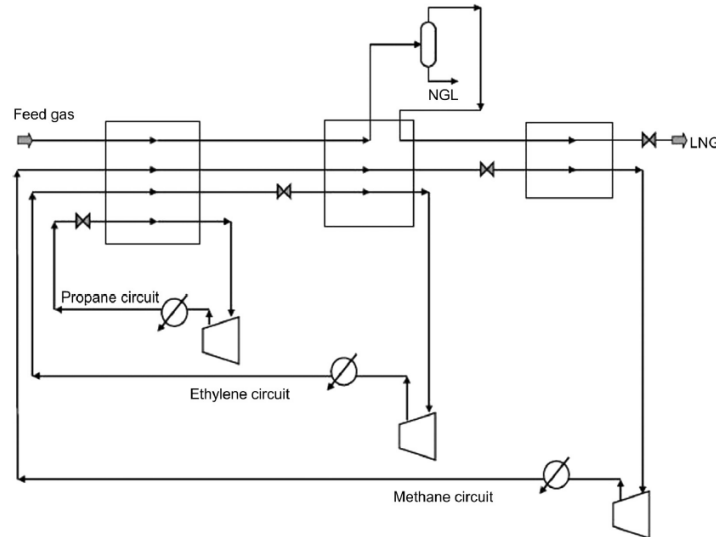 NGL
Feed gas
LNG
Propane circuit
Ethylene circuit
Methane circuit